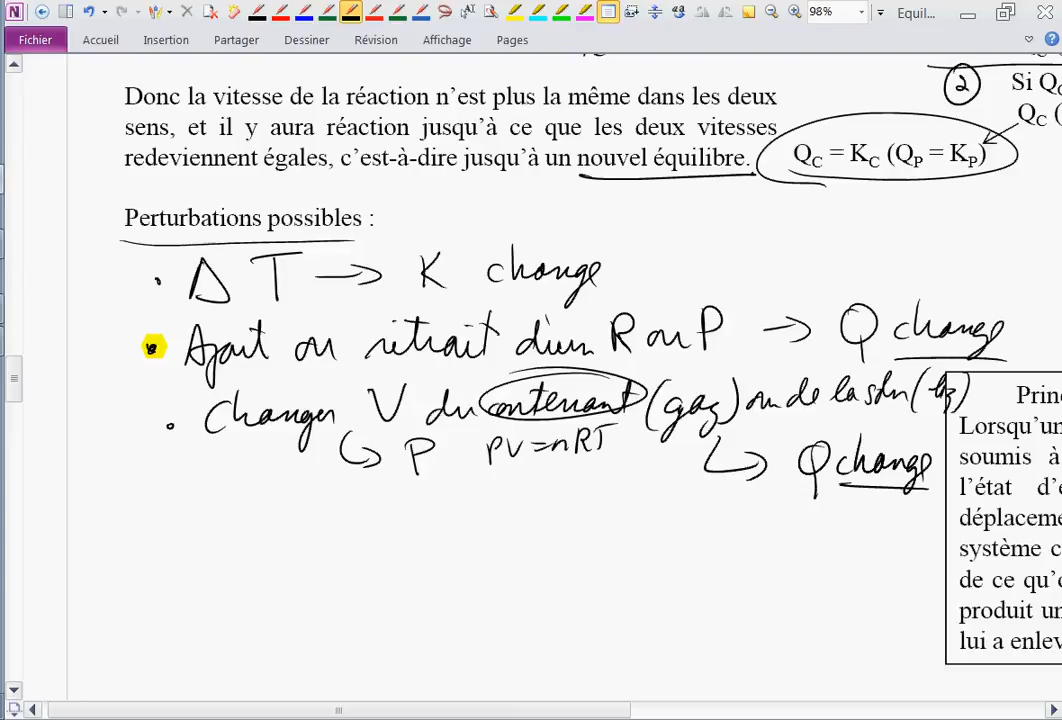 98%
Equil...
Fichier Accueil Insertion Partager Dessiner Révision Affichage Pages
Donc la vitesse de la réaction n'est plus la même dans les deux
sens, et il y aura réaction jusqu'à ce que les deux vitesses
redeviennent égales, c'est-à-dire jusqu'à un nouvel équilibre.
2 Si Q
Q_C (
Q_C = K_C (Q_P = K_P)
Perturbations possibles :
• Δ T → K change
• Ajout ou retrait d'un R ou P → Q change
• Changer V du contenant (gaz) ou de la soln (liq)
↳ P PV=nRT ↳ Q change
Princ
Lorsqu'un
soumis à
l'état d'é
déplaceme
système c
de ce qu'o
produit un
lui a enlev